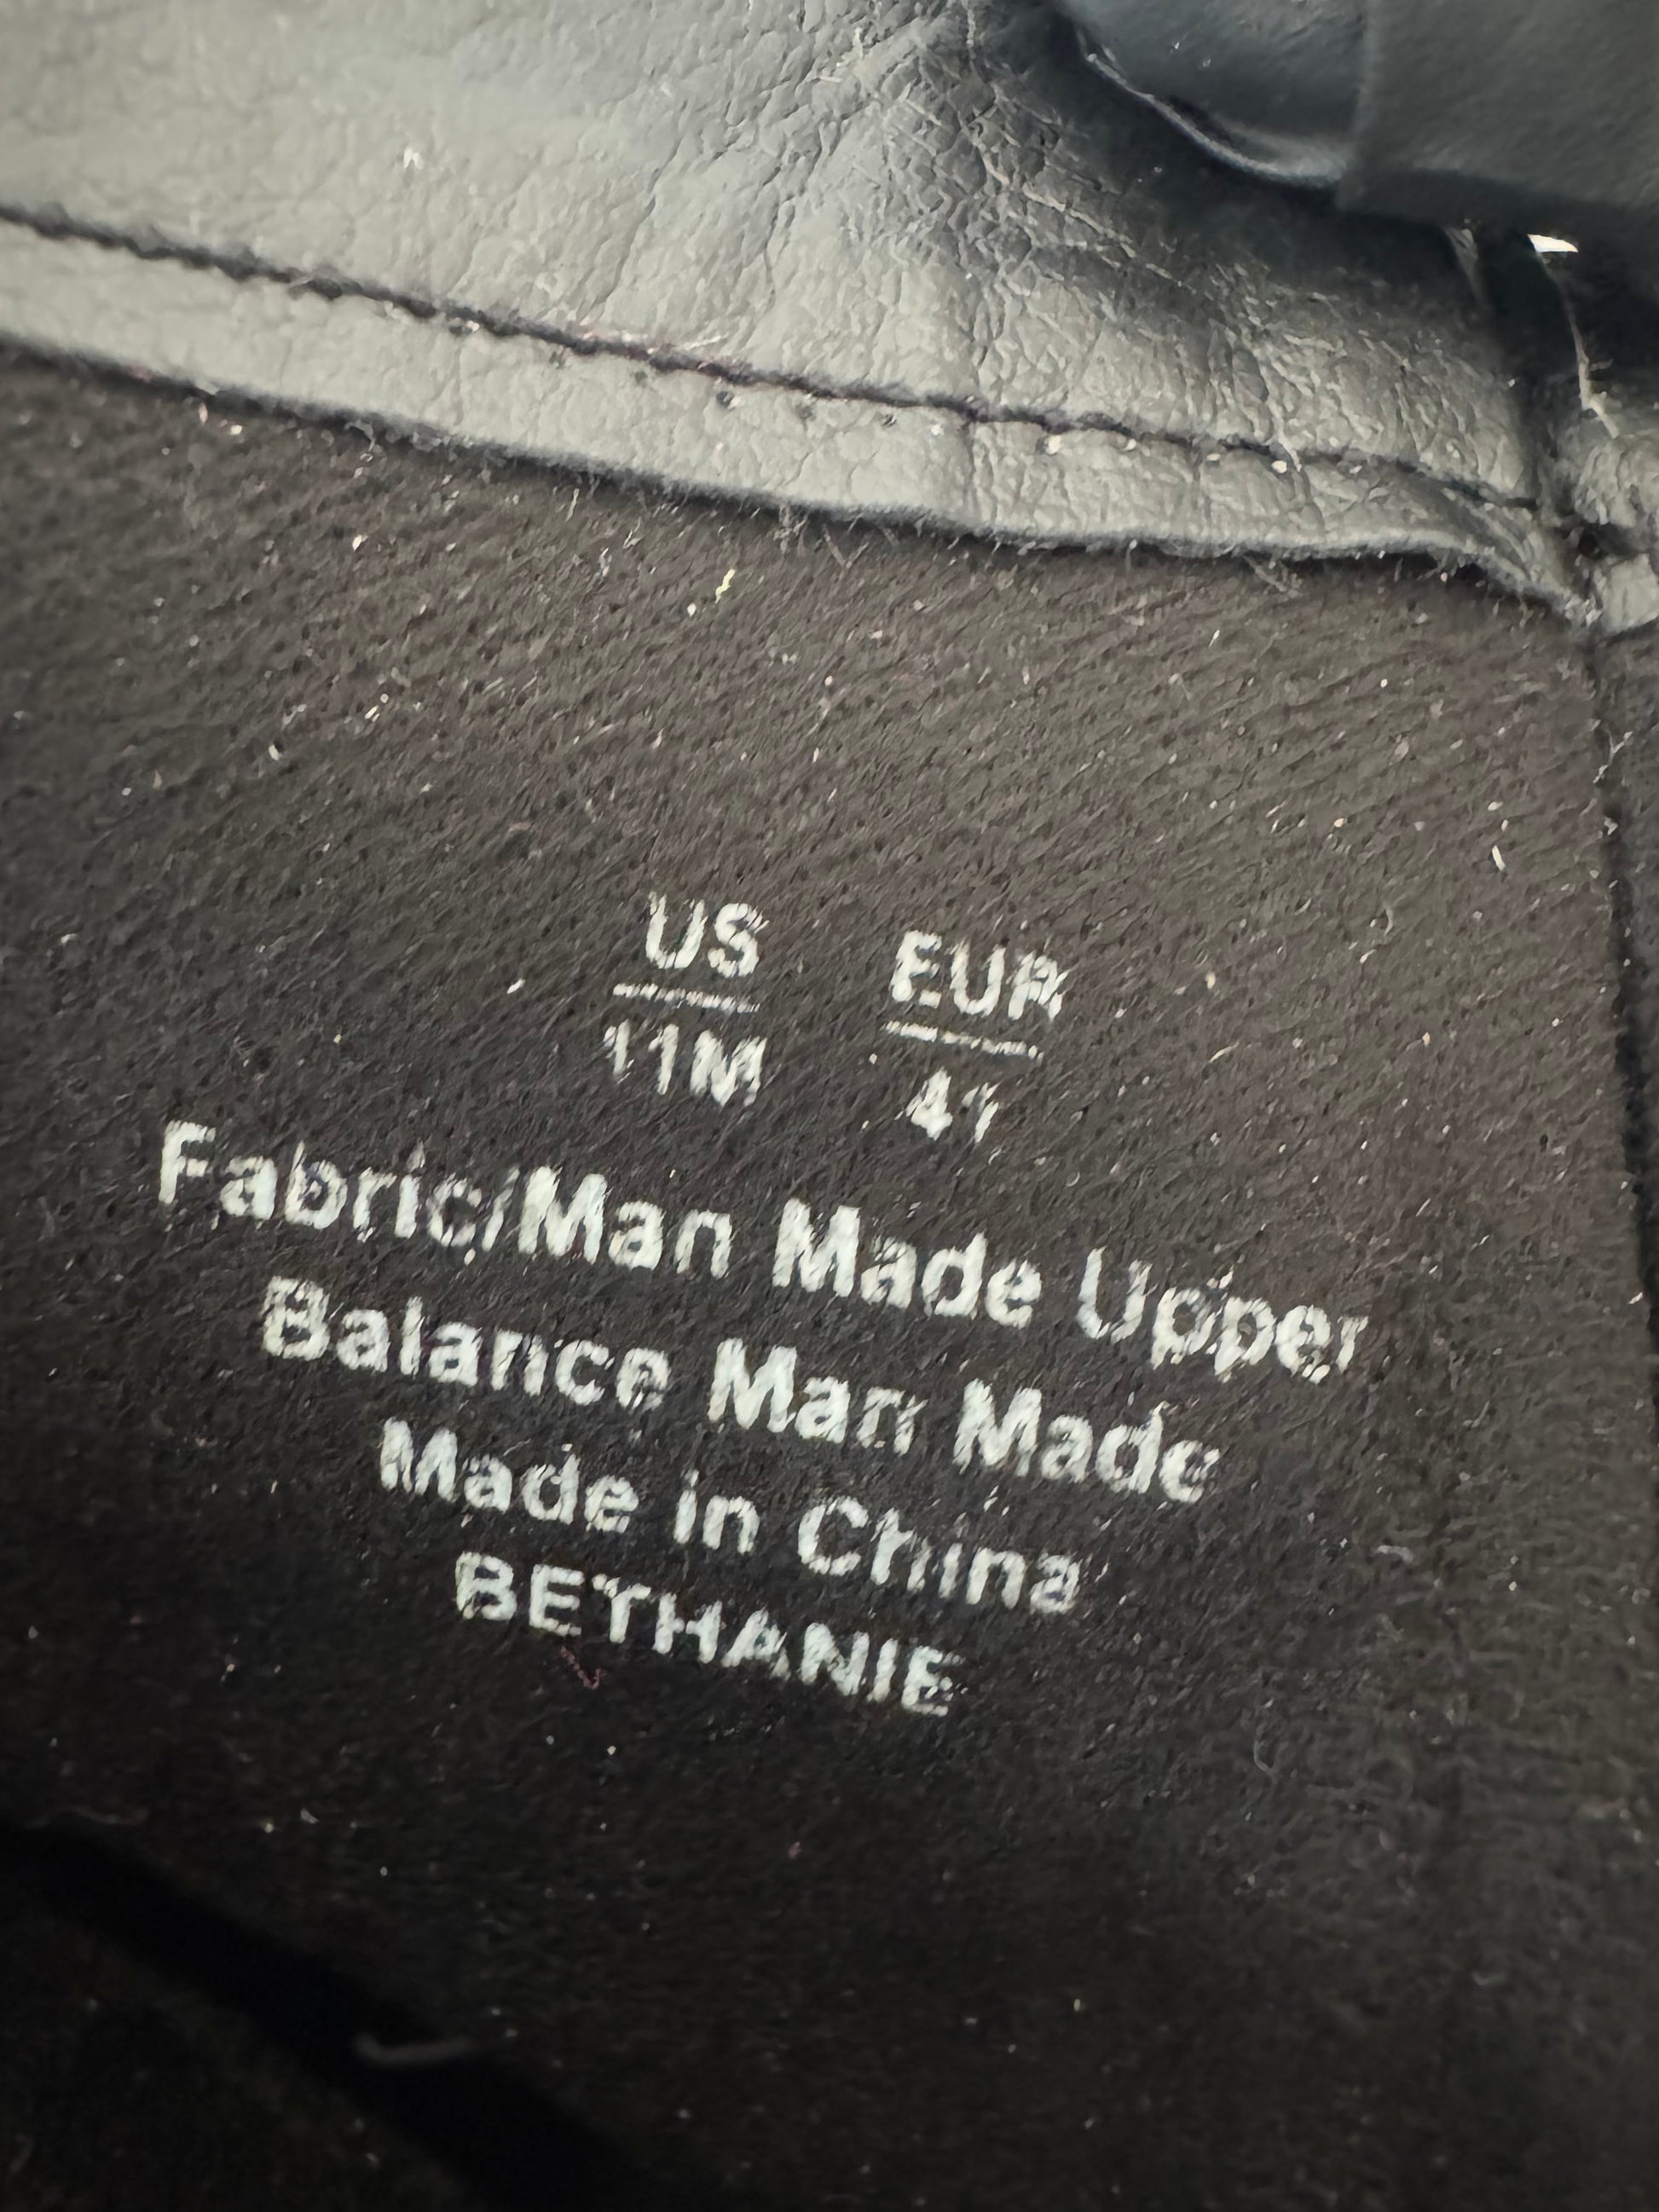 US EUR
11M 41
Fabric/Man Made Upper
Balance Man Made
Made in China
BETHANIE